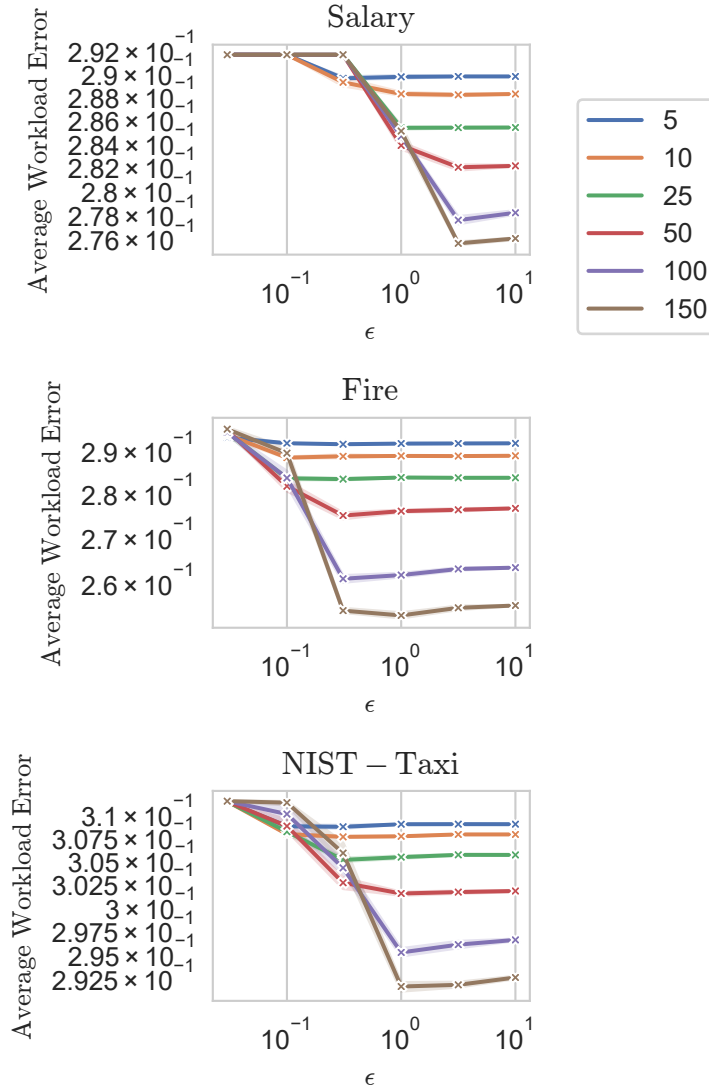 Salary
Average Workload Error
2.92 × 10⁻¹
2.9 × 10⁻¹
2.88 × 10⁻¹
2.86 × 10⁻¹
2.84 × 10⁻¹
2.82 × 10⁻¹
2.8 × 10⁻¹
2.78 × 10⁻¹
2.76 × 10⁻¹
10⁻¹ 10⁰ 10¹
ϵ
5
10
25
50
100
150
Fire
Average Workload Error
2.9 × 10⁻¹
2.8 × 10⁻¹
2.7 × 10⁻¹
2.6 × 10⁻¹
10⁻¹ 10⁰ 10¹
ϵ
NIST – Taxi
Average Workload Error
3.1 × 10⁻¹
3.075 × 10⁻¹
3.05 × 10⁻¹
3.025 × 10⁻¹
3 × 10⁻¹
2.975 × 10⁻¹
2.95 × 10⁻¹
2.925 × 10⁻¹
10⁻¹ 10⁰ 10¹
ϵ